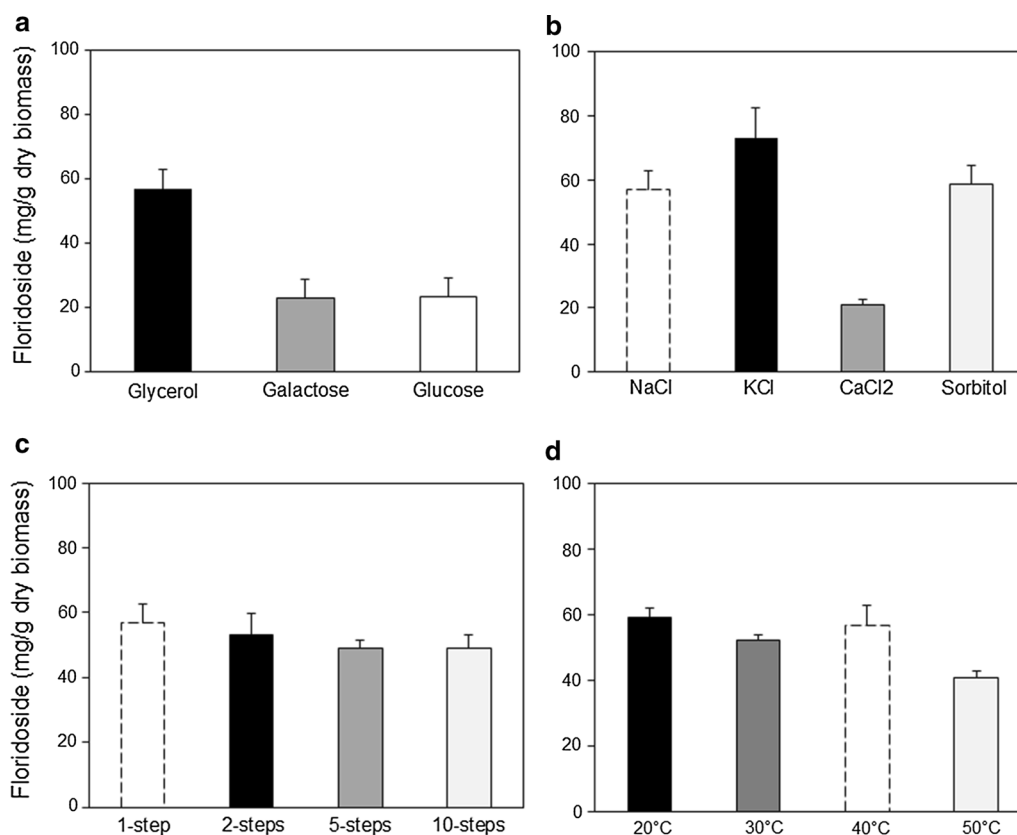 a
Floridoside (mg/g dry biomass)
100
80
60
40
20
0
Glycerol Galactose Glucose
b
100
80
60
40
20
0
NaCl KCl CaCl2 Sorbitol
c
Floridoside (mg/g dry biomass)
100
80
60
40
20
0
1-step 2-steps 5-steps 10-steps
d
100
80
60
40
20
0
20°C 30°C 40°C 50°C